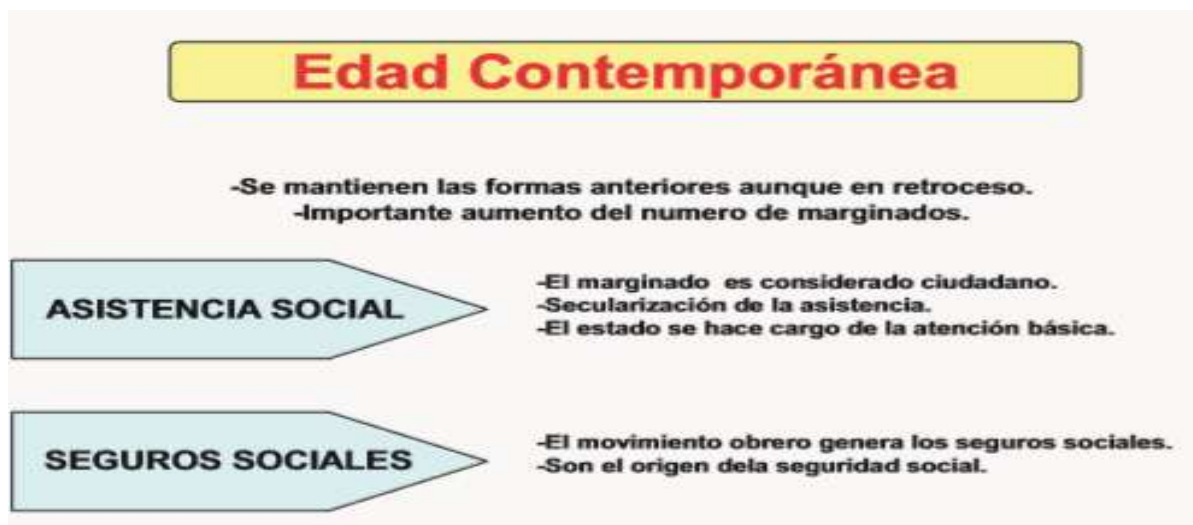 Edad Contemporánea
-Se mantienen las formas anteriores aunque en retroceso.
-Importante aumento del numero de marginados.
ASISTENCIA SOCIAL
-El marginado es considerado ciudadano.
-Secularización de la asistencia.
-El estado se hace cargo de la atención básica.
SEGUROS SOCIALES
-El movimiento obrero genera los seguros sociales.
-Son el origen dela seguridad social.